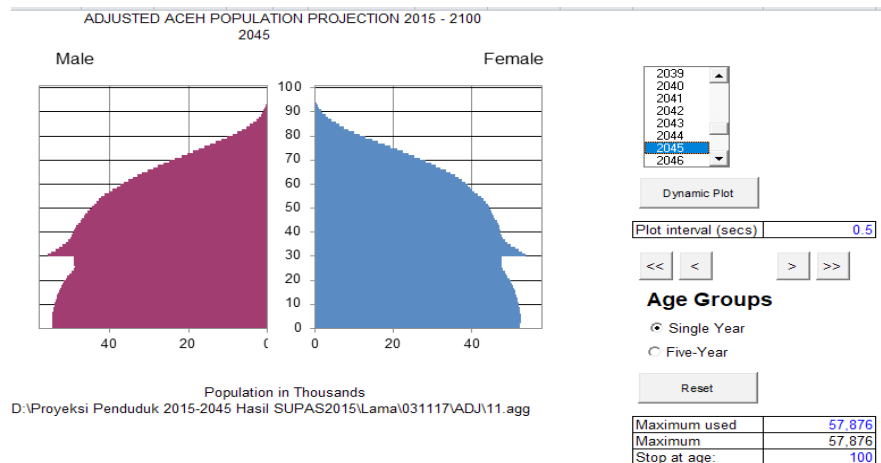 ADJUSTED ACEH POPULATION PROJECTION 2015 - 2100
2045
Male
Female
100
90
80
70
60
50
40
30
20
10
0
40
20
0
20
40
Population in Thousands
D:\Proyeksi Penduduk 2015-2045 Hasil SUPAS2015\Lama\031117\ADJ\11.agg
2039
2040
2041
2042
2043
2044
2045
2046
Dynamic Plot
Plot interval (secs) 0.5
<< < > >>
Age Groups
Single Year
Five-Year
Reset
Maximum used 57,876
Maximum 57,876
Stop at age: 100